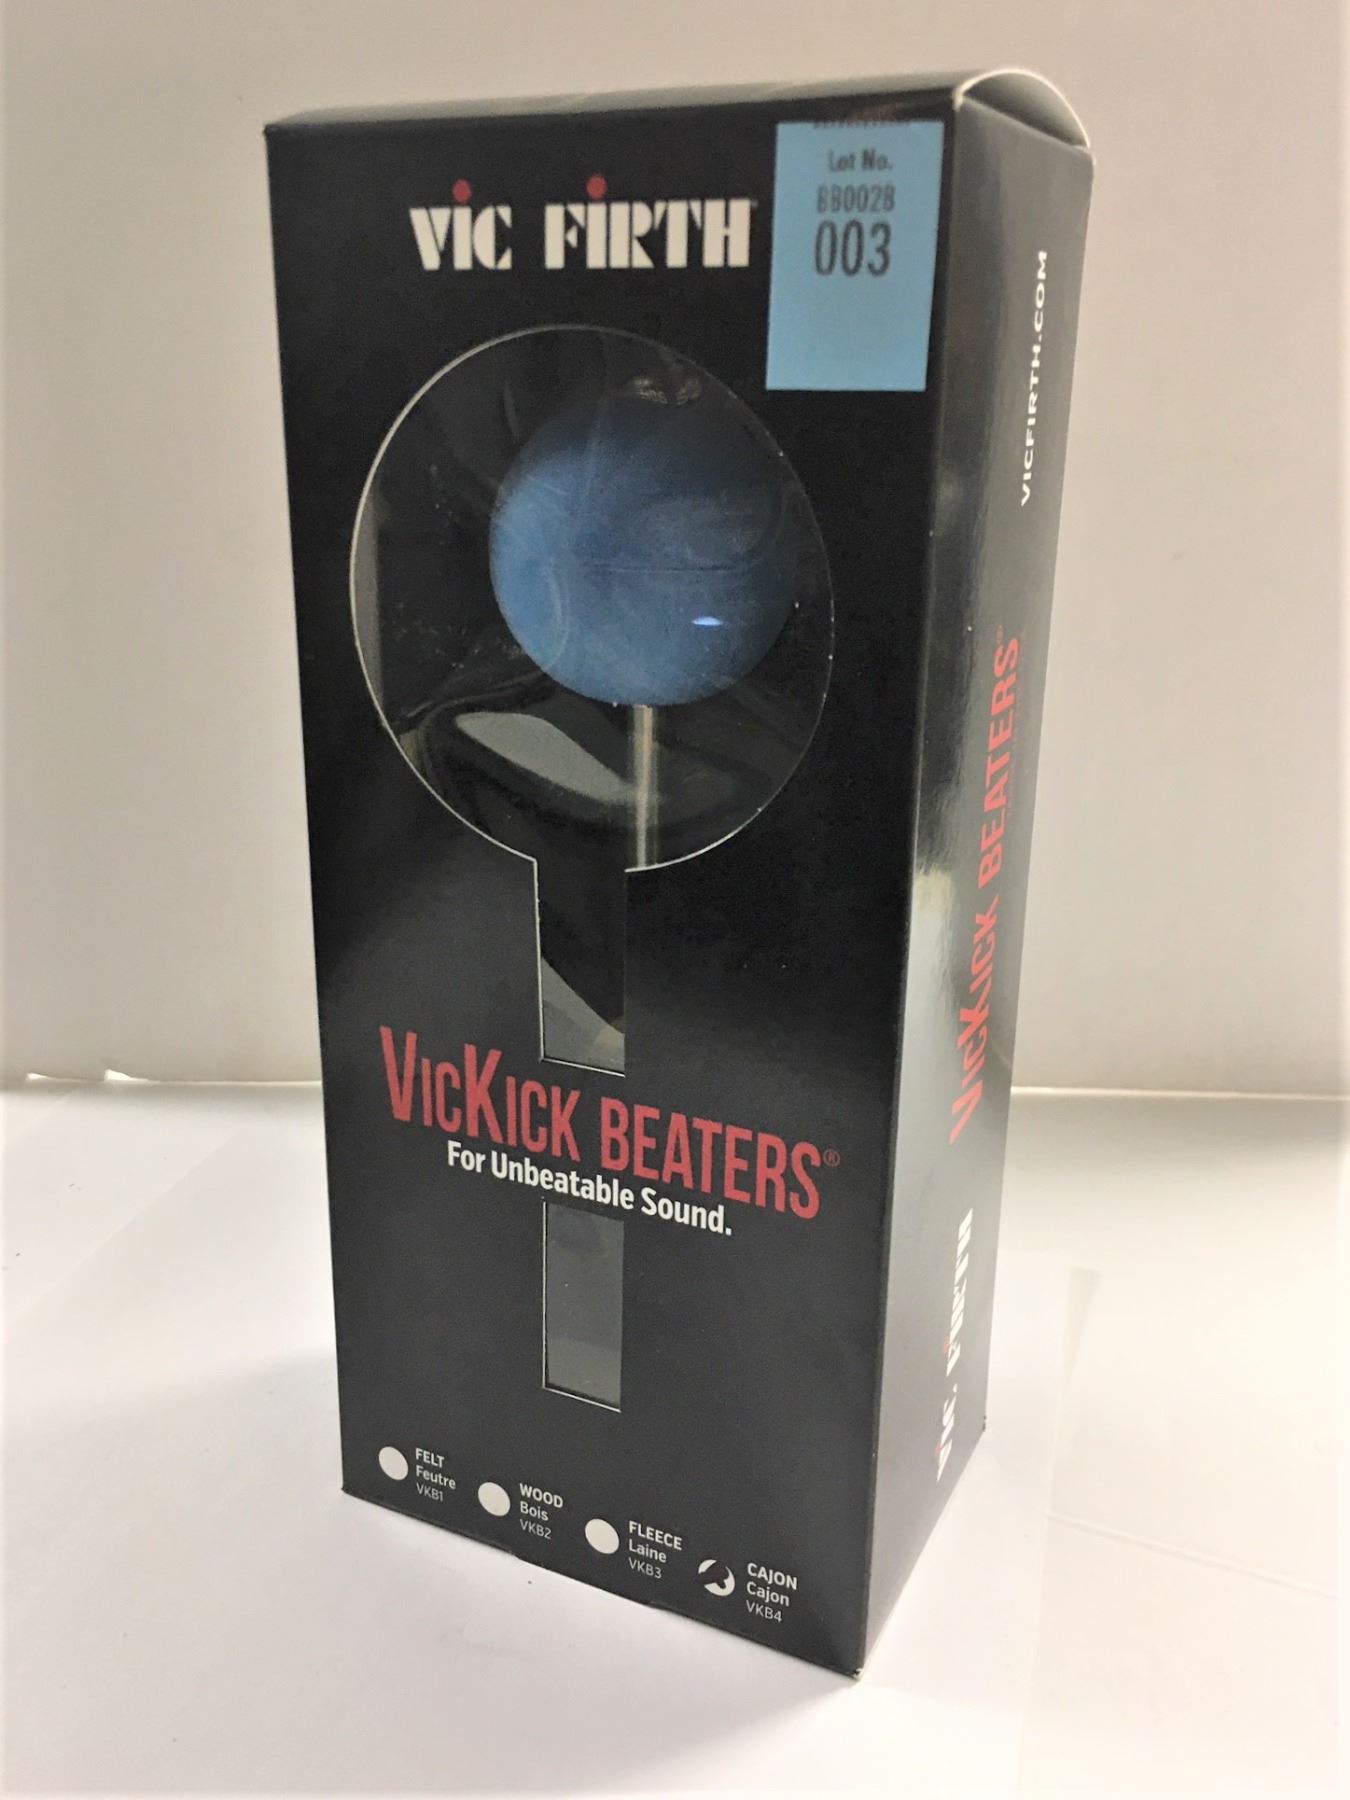 VIC FIRTH
Lot No.
BB0028
003
VICKICK BEATERS®
For Unbeatable Sound.
FELT
Feutre
VKB1
WOOD
Bois
VKB2
FLEECE
Laine
VKB3
CAJON
Cajon
VKB4
VICFIRTH.COM
VICKICK BEATERS®
VIC FIRTH